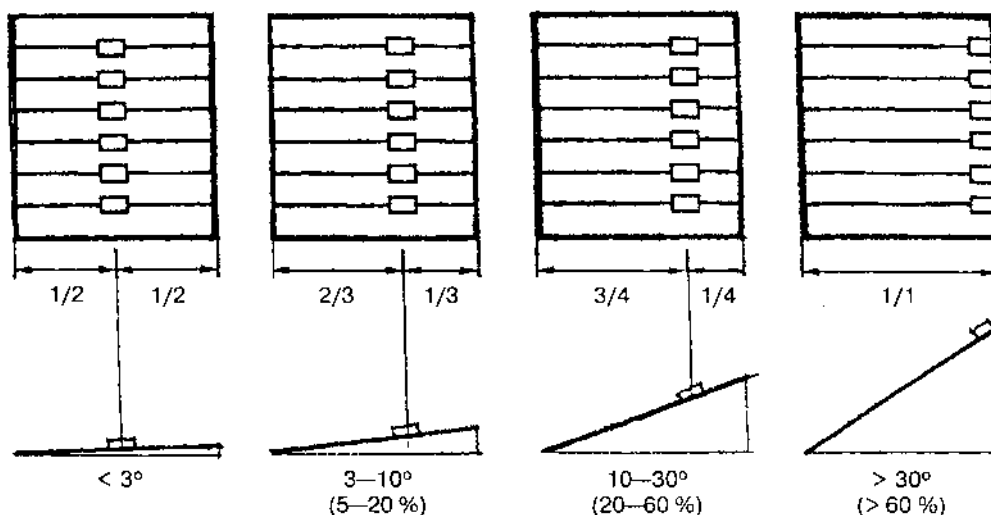 1/2 1/2 2/3 1/3 3/4 1/4 1/1
< 3° 3—10° 10—30° > 30°
(5—20 %) (20—60 %) (> 60 %)